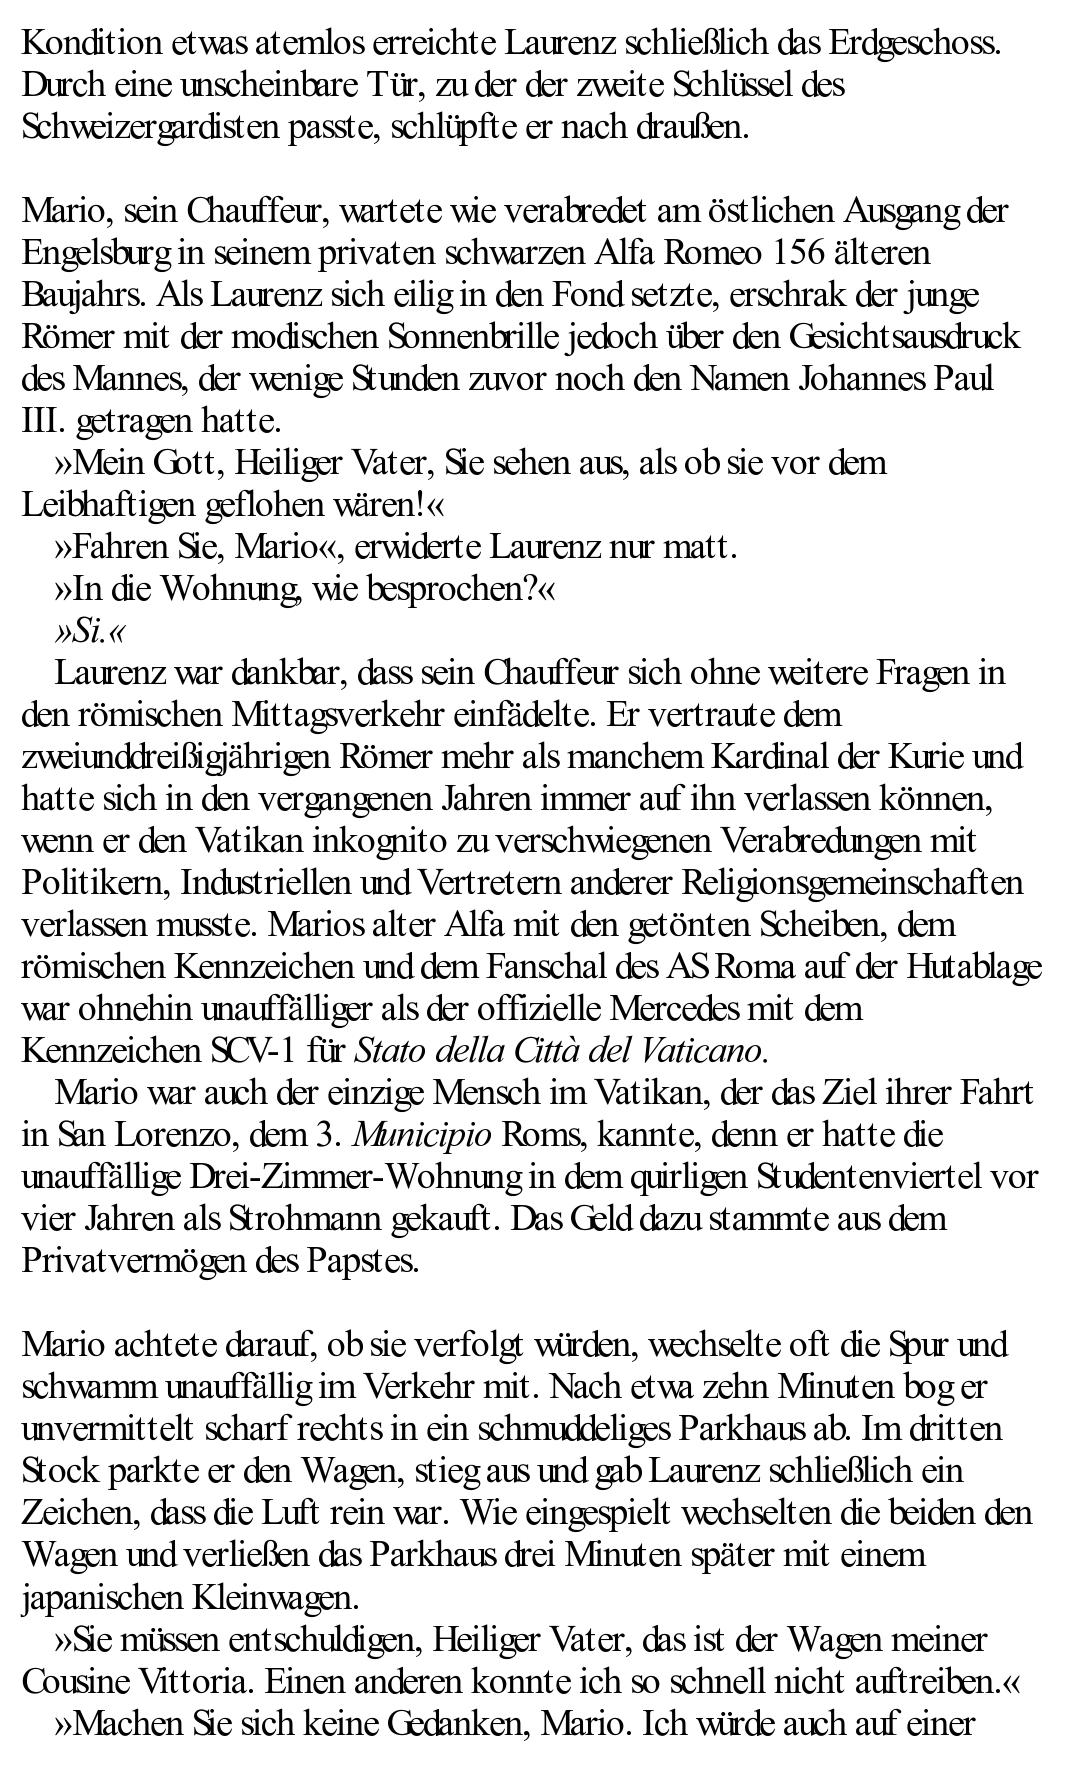 Kondition etwas atemlos erreichte Laurenz schließlich das Erdgeschoss.
Durch eine unscheinbare Tür, zu der der zweite Schlüssel des
Schweizergardisten passte, schlüpfte er nach draußen.
Mario, sein Chauffeur, wartete wie verabredet am östlichen Ausgang der
Engelsburg in seinem privaten schwarzen Alfa Romeo 156 älteren
Baujahrs. Als Laurenz sich eilig in den Fond setzte, erschrak der junge
Römer mit der modischen Sonnenbrille jedoch über den Gesichtsausdruck
des Mannes, der wenige Stunden zuvor noch den Namen Johannes Paul
III. getragen hatte.
»Mein Gott, Heiliger Vater, Sie sehen aus, als ob sie vor dem
Leibhaftigen geflohen wären!«
»Fahren Sie, Mario«, erwiderte Laurenz nur matt.
»In die Wohnung, wie besprochen?«
»Si.«
Laurenz war dankbar, dass sein Chauffeur sich ohne weitere Fragen in
den römischen Mittagsverkehr einfädelte. Er vertraute dem
zweiunddreißigjährigen Römer mehr als manchem Kardinal der Kurie und
hatte sich in den vergangenen Jahren immer auf ihn verlassen können,
wenn er den Vatikan inkognito zu verschwiegenen Verabredungen mit
Politikern, Industriellen und Vertretern anderer Religionsgemeinschaften
verlassen musste. Marios alter Alfa mit den getönten Scheiben, dem
römischen Kennzeichen und dem Fanschal des AS Roma auf der Hutablage
war ohnehin unauffälliger als der offizielle Mercedes mit dem
Kennzeichen SCV-1 für Stato della Città del Vaticano.
Mario war auch der einzige Mensch im Vatikan, der das Ziel ihrer Fahrt
in San Lorenzo, dem 3. Municipio Roms, kannte, denn er hatte die
unauffällige Drei-Zimmer-Wohnung in dem quirligen Studentenviertel vor
vier Jahren als Strohmann gekauft. Das Geld dazu stammte aus dem
Privatvermögen des Papstes.
Mario achtete darauf, ob sie verfolgt würden, wechselte oft die Spur und
schwamm unauffällig im Verkehr mit. Nach etwa zehn Minuten bog er
unvermittelt scharf rechts in ein schmuddeliges Parkhaus ab. Im dritten
Stock parkte er den Wagen, stieg aus und gab Laurenz schließlich ein
Zeichen, dass die Luft rein war. Wie eingespielt wechselten die beiden den
Wagen und verließen das Parkhaus drei Minuten später mit einem
japanischen Kleinwagen.
»Sie müssen entschuldigen, Heiliger Vater, das ist der Wagen meiner
Cousine Vittoria. Einen anderen konnte ich so schnell nicht auftreiben.«
»Machen Sie sich keine Gedanken, Mario. Ich würde auch auf einer